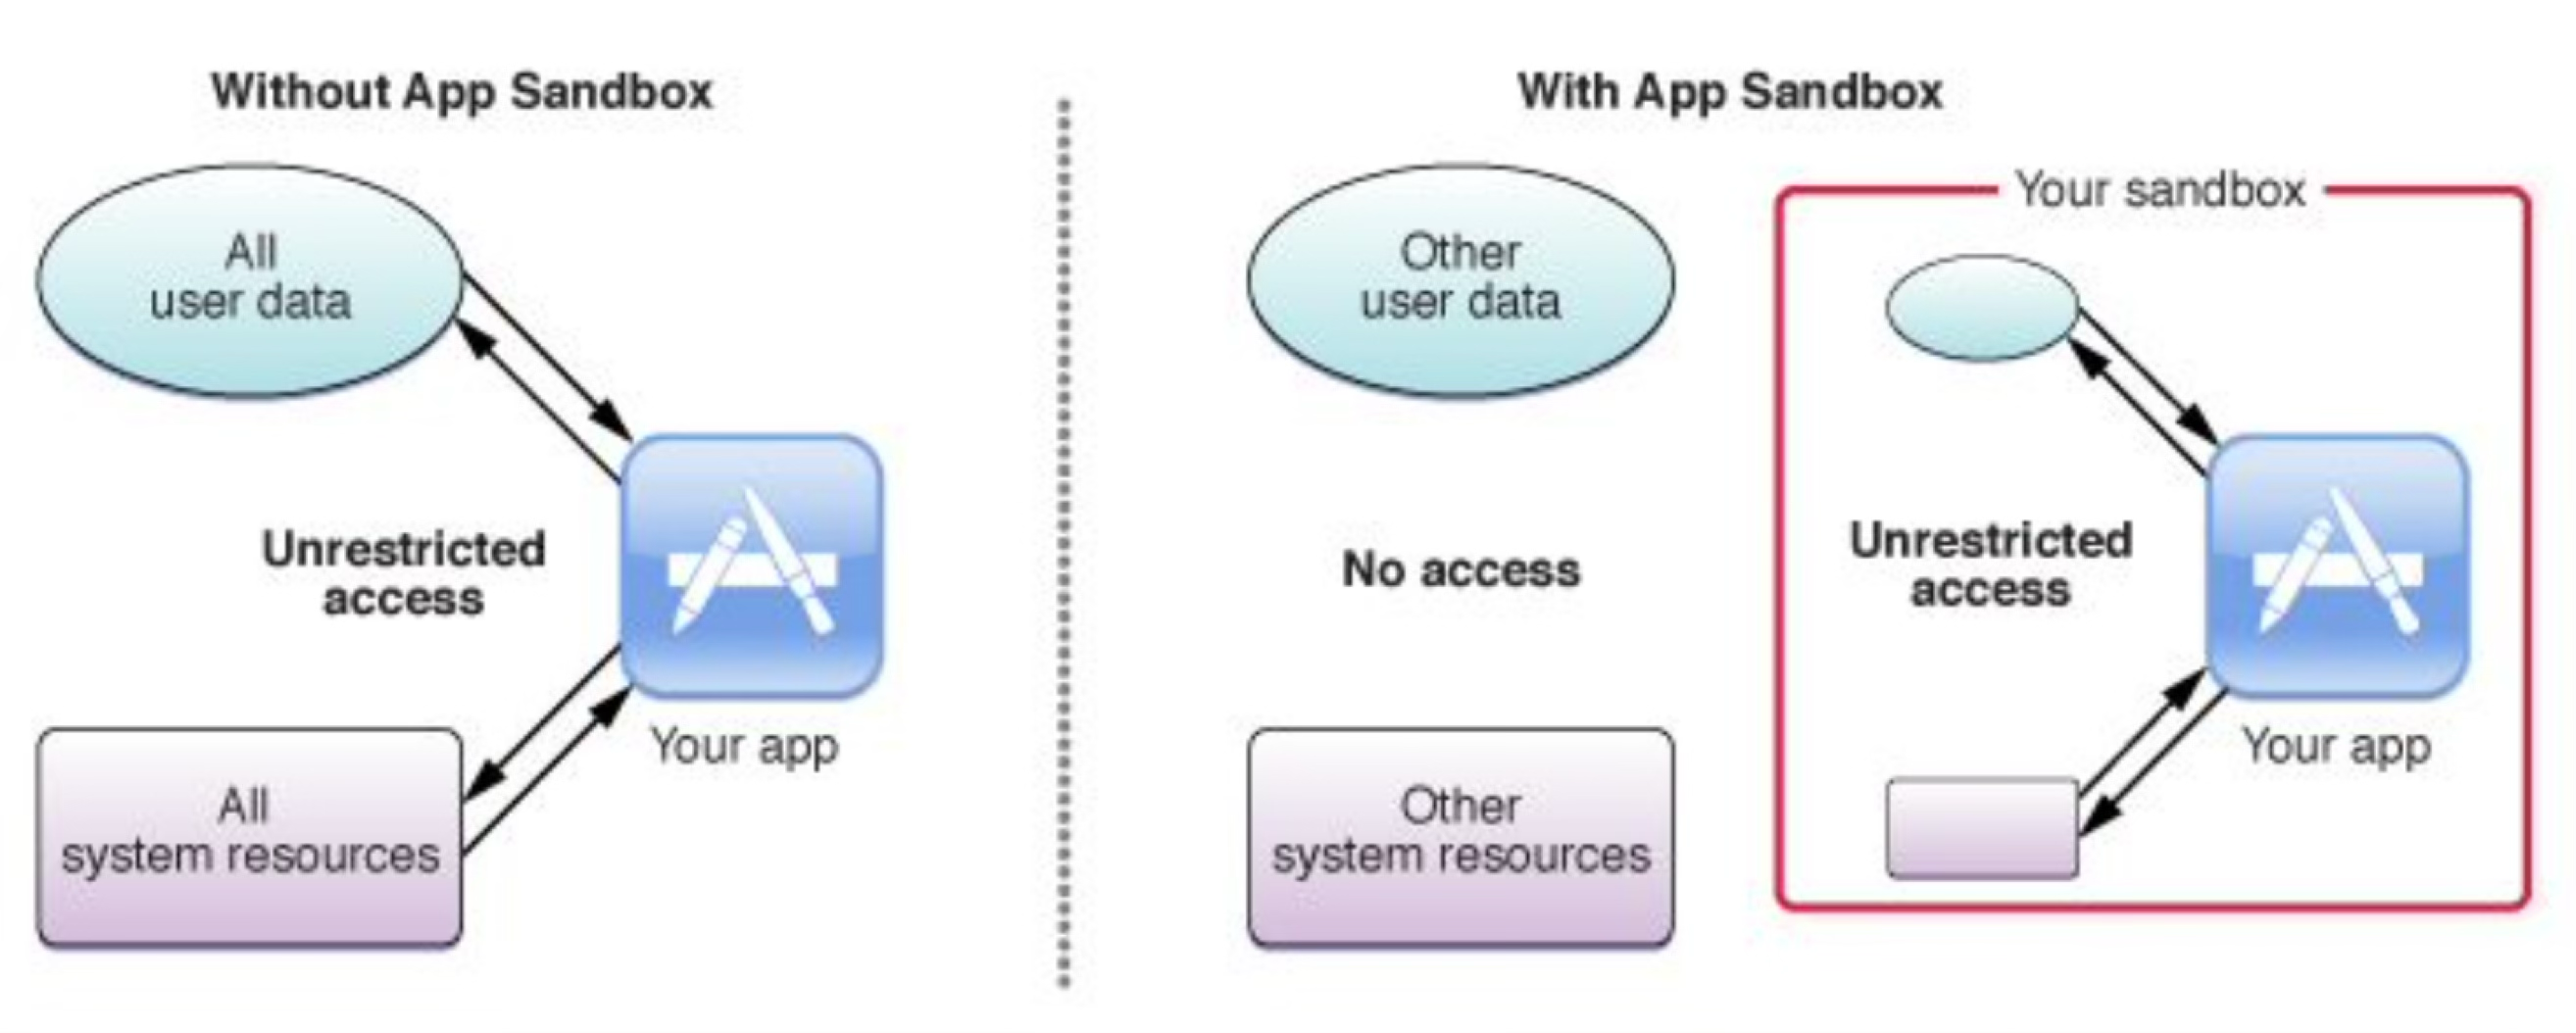 Without App Sandbox
All
user data
Unrestricted
access
Your app
All
system resources
With App Sandbox
Other
user data
No access
Other
system resources
Your sandbox
Unrestricted
access
Your app